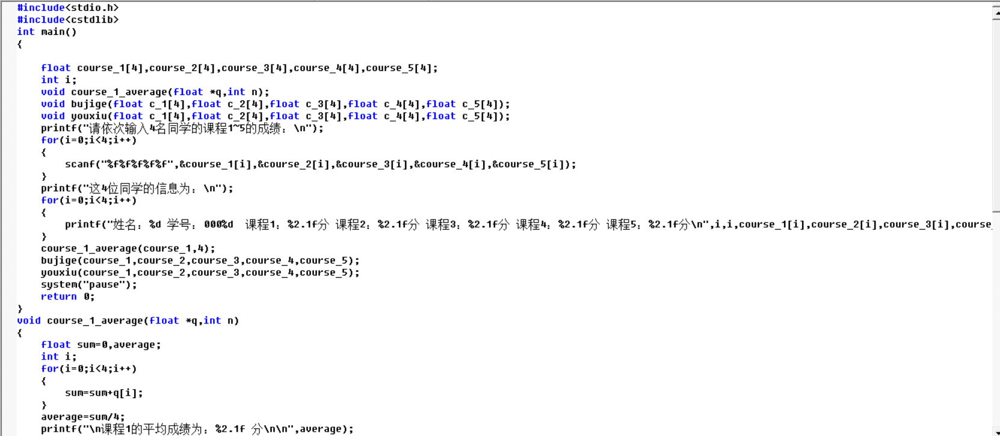 #include<stdio.h>
#include<cstdlib>
int main()
{
float course_1[4],course_2[4],course_3[4],course_4[4],course_5[4];
int i;
void course_1_average(float *q,int n);
void bujige(float c_1[4],float c_2[4],float c_3[4],float c_4[4],float c_5[4]);
void youxiu(float c_1[4],float c_2[4],float c_3[4],float c_4[4],float c_5[4]);
printf("请依次输入4名同学的课程1~5的成绩：\n");
for(i=0;i<4;i++)
{
scanf("%f%f%f%f%f",&course_1[i],&course_2[i],&course_3[i],&course_4[i],&course_5[i]);
}
printf("这4位同学的信息为：\n");
for(i=0;i<4;i++)
{
printf("姓名：%d 学号：000%d  课程1：%2.1f分 课程2：%2.1f分 课程3：%2.1f分 课程4：%2.1f分 课程5：%2.1f分\n",i,i,course_1[i],course_2[i],course_3[i],course_
}
course_1_average(course_1,4);
bujige(course_1,course_2,course_3,course_4,course_5);
youxiu(course_1,course_2,course_3,course_4,course_5);
system("pause");
return 0;
}
void course_1_average(float *q,int n)
{
float sum=0,average;
int i;
for(i=0;i<4;i++)
{
sum=sum+q[i];
}
average=sum/4;
printf("\n课程1的平均成绩为：%2.1f 分\n\n",average);